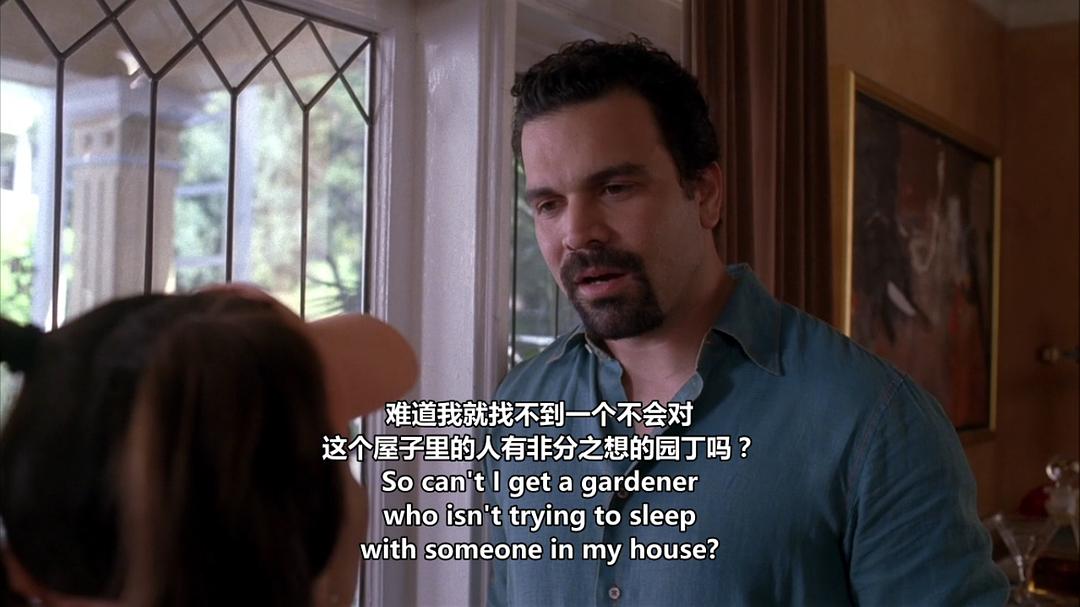 难道我就找不到一个不会对
这个屋子里的人有非分之想的园丁吗？
So can't I get a gardener
who isn't trying to sleep
with someone in my house?